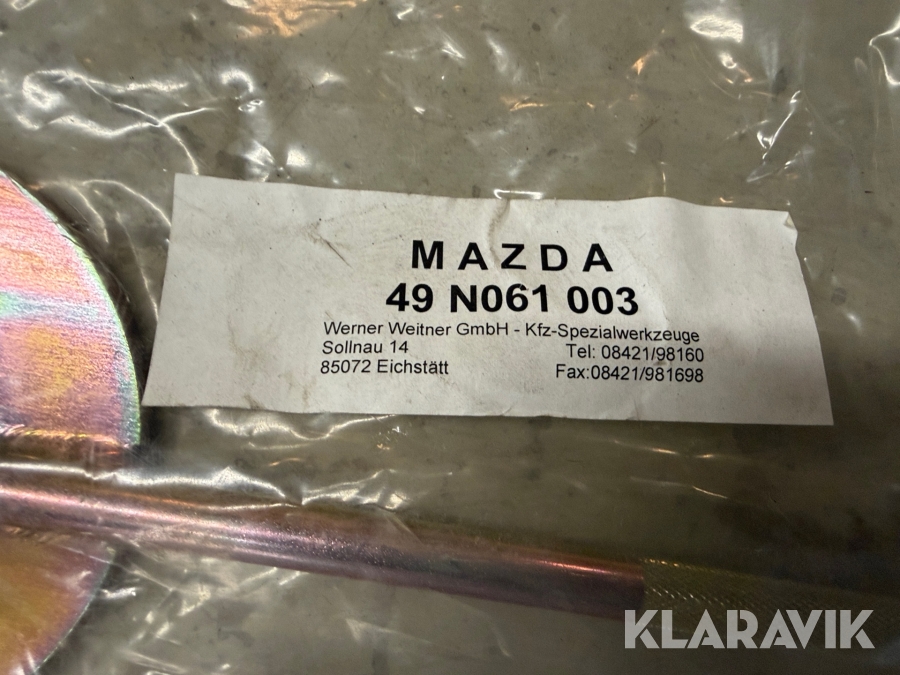 MAZDA
49 N061 003
Werner Weitner GmbH - Kfz-Spezialwerkzeuge
Sollnau 14 Tel: 08421/98160
85072 Eichstätt Fax:08421/981698
KLARAVIK